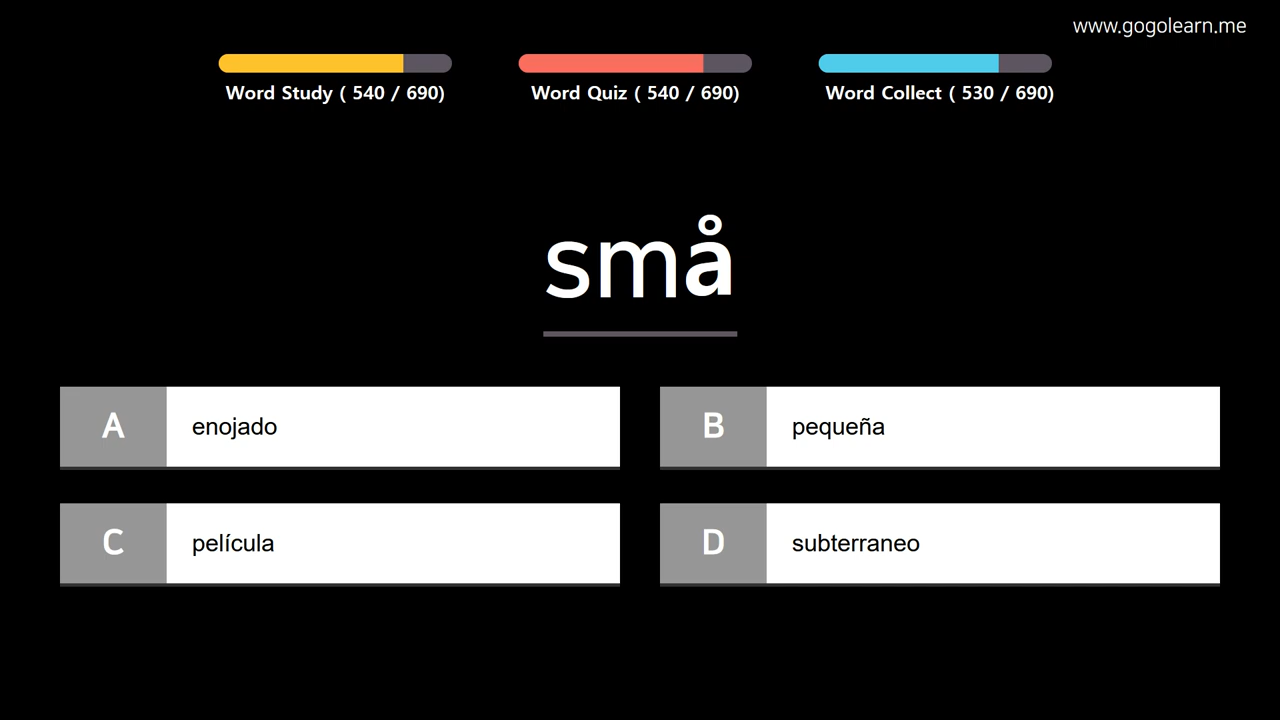 www.gogolearn.me
Word Study ( 540 / 690)
Word Quiz ( 540 / 690)
Word Collect ( 530 / 690)
små
A enojado
B pequeña
C película
D subterraneo